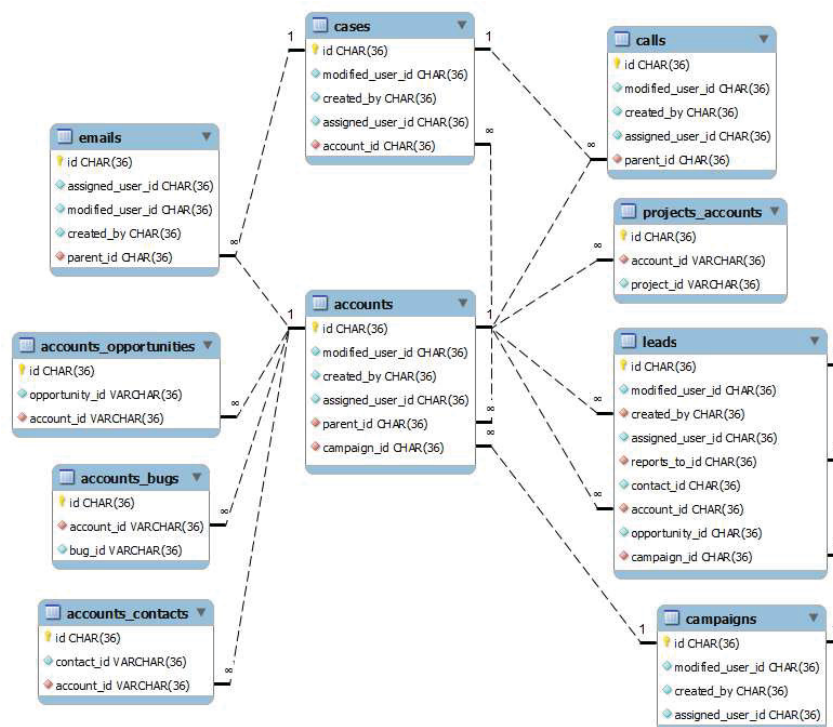 cases
id CHAR(36)
modified_user_id CHAR(36)
created_by CHAR(36)
assigned_user_id CHAR(36)
account_id CHAR(36)
1
1
∞
calls
id CHAR(36)
modified_user_id CHAR(36)
created_by CHAR(36)
assigned_user_id CHAR(36)
parent_id CHAR(36)
∞
emails
id CHAR(36)
assigned_user_id CHAR(36)
modified_user_id CHAR(36)
created_by CHAR(36)
parent_id CHAR(36)
∞
projects_accounts
id CHAR(36)
account_id VARCHAR(36)
project_id VARCHAR(36)
∞
accounts
id CHAR(36)
modified_user_id CHAR(36)
created_by CHAR(36)
assigned_user_id CHAR(36)
parent_id CHAR(36)
campaign_id CHAR(36)
1
1
∞
∞
accounts_opportunities
id CHAR(36)
opportunity_id VARCHAR(36)
account_id VARCHAR(36)
∞
leads
id CHAR(36)
modified_user_id CHAR(36)
created_by CHAR(36)
assigned_user_id CHAR(36)
reports_to_id CHAR(36)
contact_id CHAR(36)
account_id CHAR(36)
opportunity_id CHAR(36)
campaign_id CHAR(36)
∞
∞
accounts_bugs
id CHAR(36)
account_id VARCHAR(36)
bug_id VARCHAR(36)
∞
accounts_contacts
id CHAR(36)
contact_id VARCHAR(36)
account_id VARCHAR(36)
∞
campaigns
id CHAR(36)
modified_user_id CHAR(36)
created_by CHAR(36)
assigned_user_id CHAR(36)
1